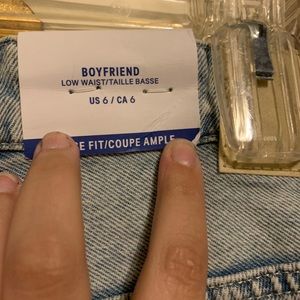 BOYFRIEND
LOW WAIST/TAILLE BASSE
US 6 / CA 6
FIT/COUPE AMPLE